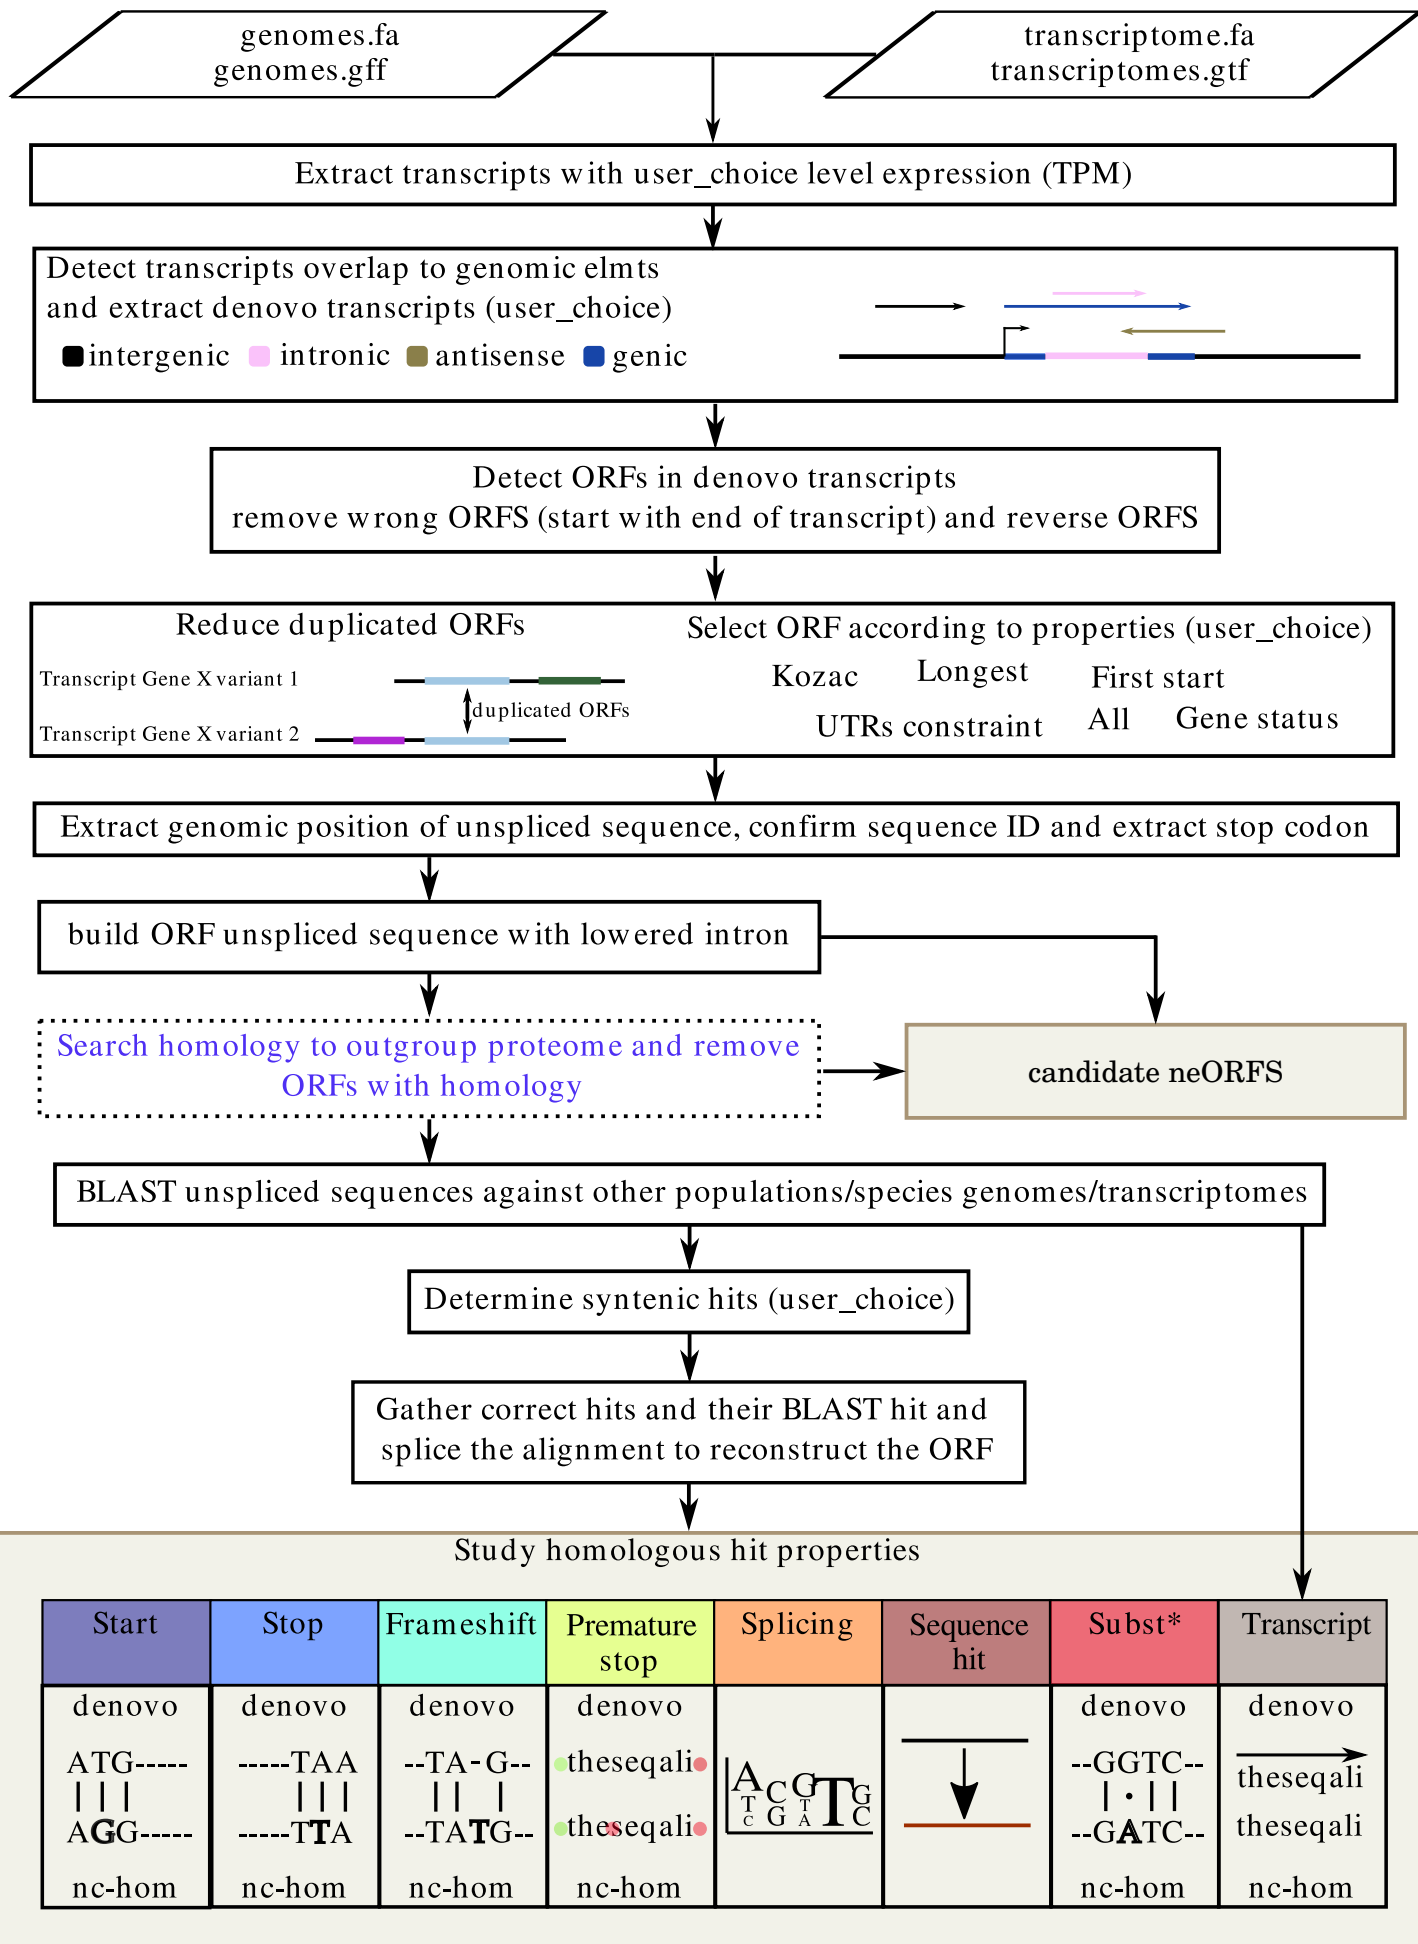 genomes.fa
genomes.gff
transcriptome.fa
transcriptomes.gtf
Extract transcripts with user_choice level expression (TPM)
Detect transcripts overlap to genomic elmts
and extract denovo transcripts (user_choice)
intergenic intronic antisense genic
Detect ORFs in denovo transcripts
remove wrong ORFS (start with end of transcript) and reverse ORFS
Reduce duplicated ORFs
Transcript Gene X variant 1
duplicated ORFs
Transcript Gene X variant 2
Select ORF according to properties (user_choice)
Kozac Longest First start
UTRs constraint All Gene status
Extract genomic position of unspliced sequence, confirm sequence ID and extract stop codon
build ORF unspliced sequence with lowered intron
Search homology to outgroup proteome and remove
ORFs with homology
candidate neORFS
BLAST unspliced sequences against other populations/species genomes/transcriptomes
Determine syntenic hits (user_choice)
Gather correct hits and their BLAST hit and
splice the alignment to reconstruct the ORF
Study homologous hit properties
Start
denovo
ATG-----
AGG-----
nc-hom
Stop
denovo
-----TAA
-----TTA
nc-hom
Frameshift
denovo
--TA-G--
--TATG--
nc-hom
Premature
stop
denovo
theseqali
theseqali
nc-hom
Splicing
A C G T G
T G T C
C A
Sequence
hit
Subst*
denovo
--GGTC--
--GATC--
nc-hom
Transcript
denovo
theseqali
theseqali
nc-hom